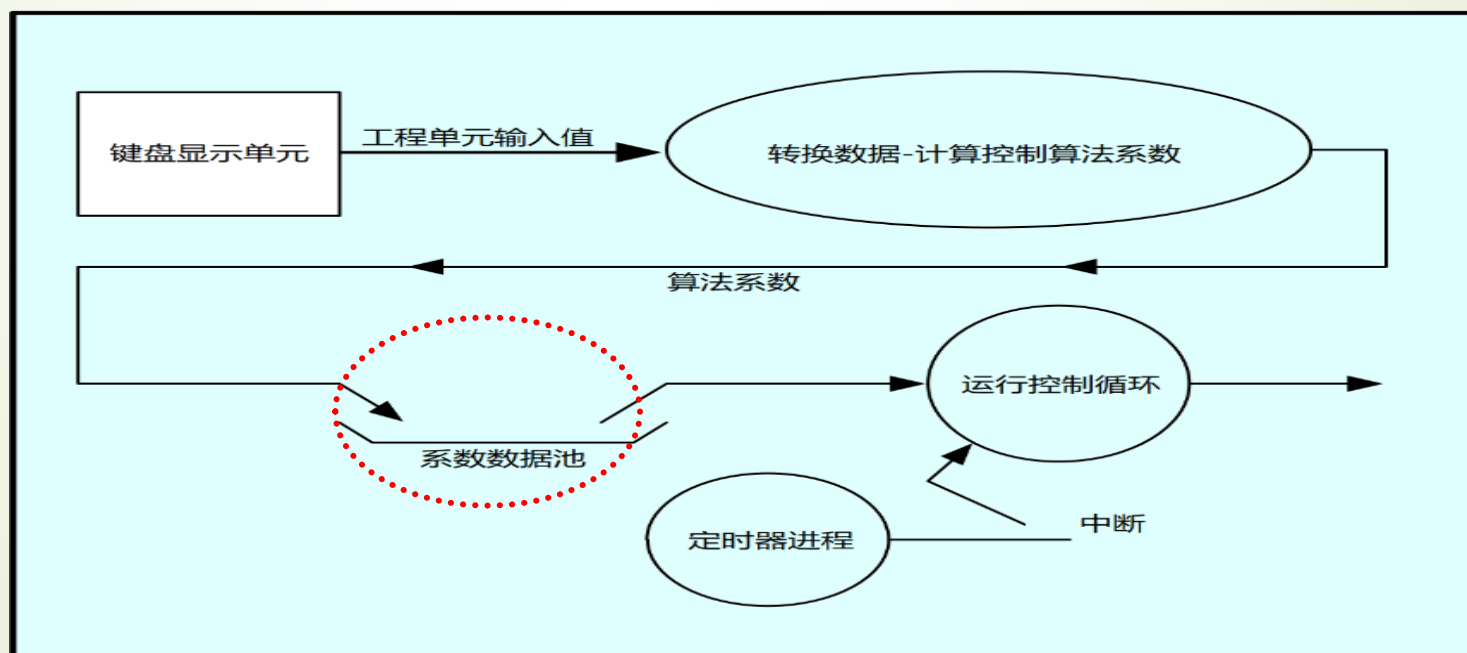 键盘显示单元
工程单元输入值
转换数据-计算控制算法系数
算法系数
系数数据池
运行控制循环
定时器进程
中断